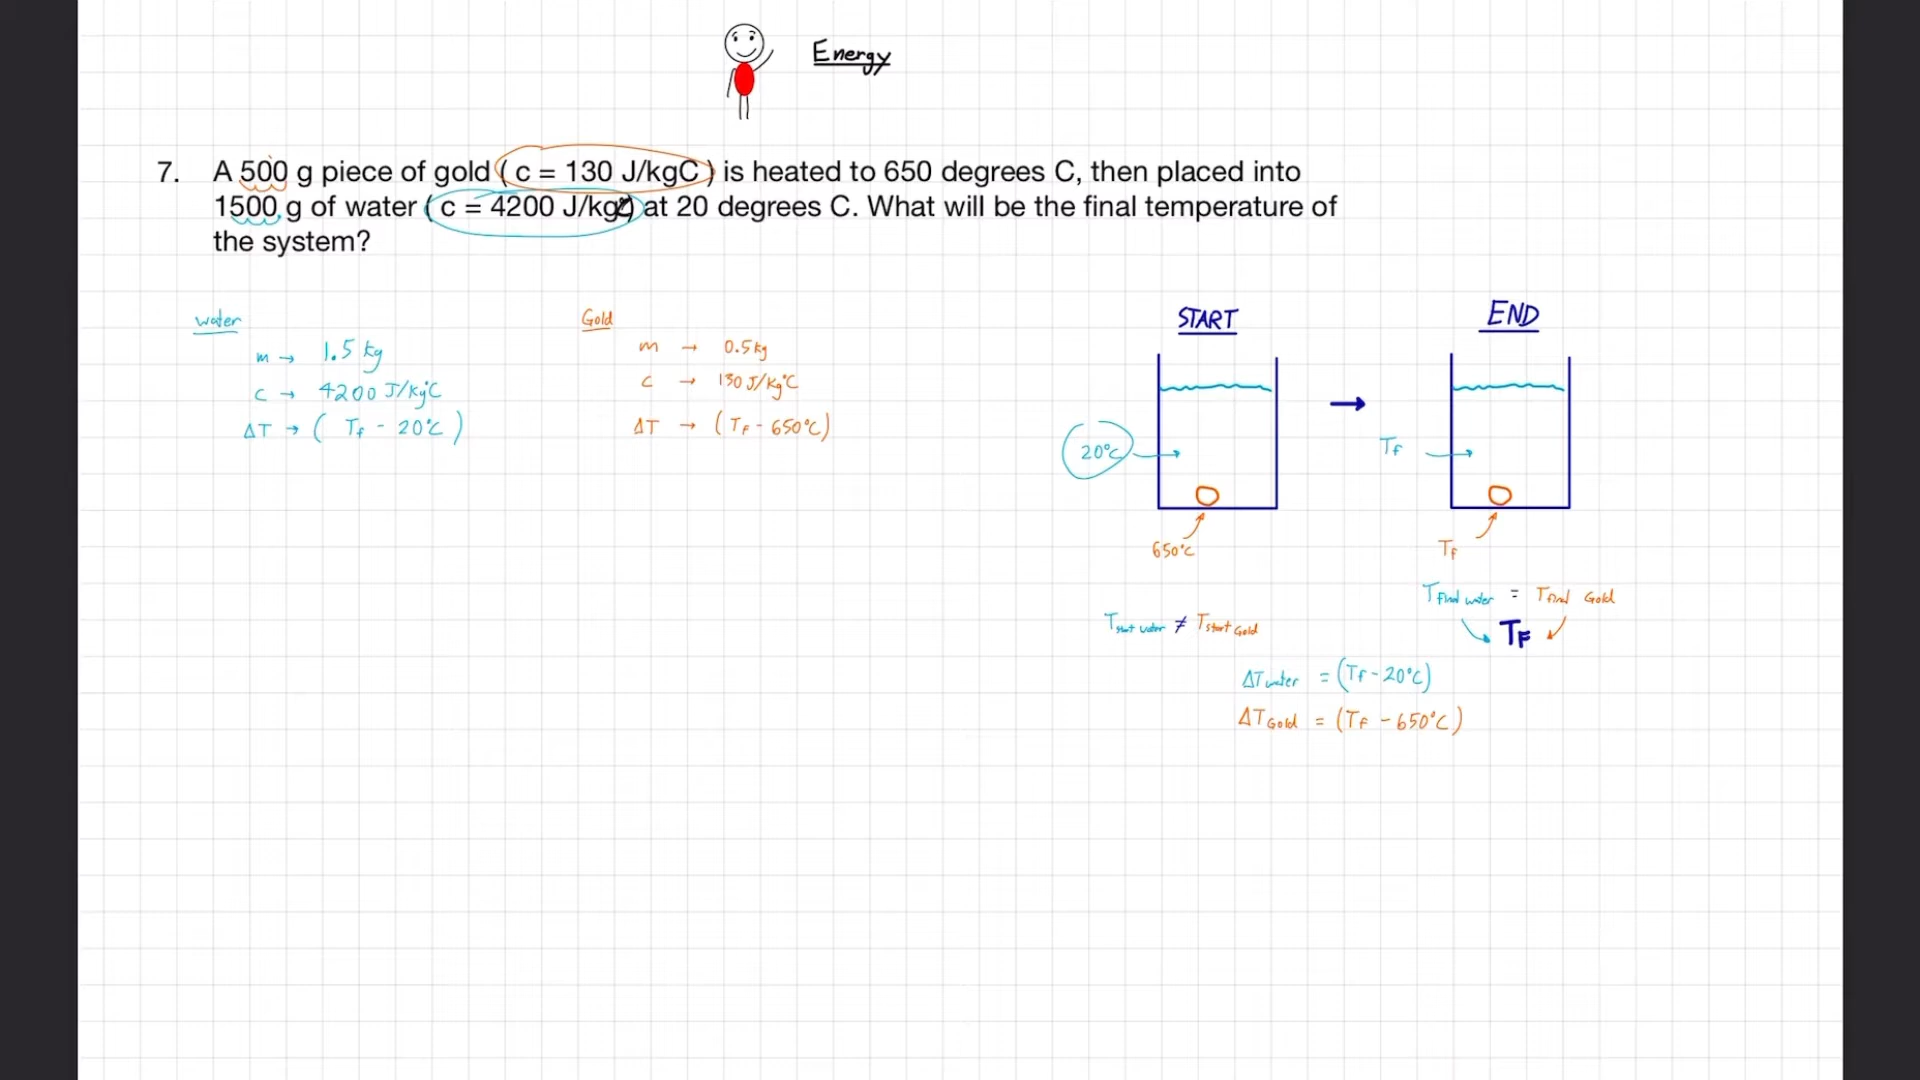 Energy
7. A 500 g piece of gold ( c = 130 J/kgC ) is heated to 650 degrees C, then placed into
1500 g of water ( c = 4200 J/kg°C) at 20 degrees C. What will be the final temperature of
the system?
water
m → 1.5 kg
c → 4200 J/kg°C
ΔT → ( Tf - 20°C )
Gold
m → 0.5 kg
c → 130 J/kg°C
ΔT → ( TF - 650°C )
START
END
→
20°C
Tf
650°C
TF
T start water ≠ T start Gold
T final water = T final Gold
TF
ΔT water = (TF - 20°C)
ΔT Gold = (TF - 650°C)